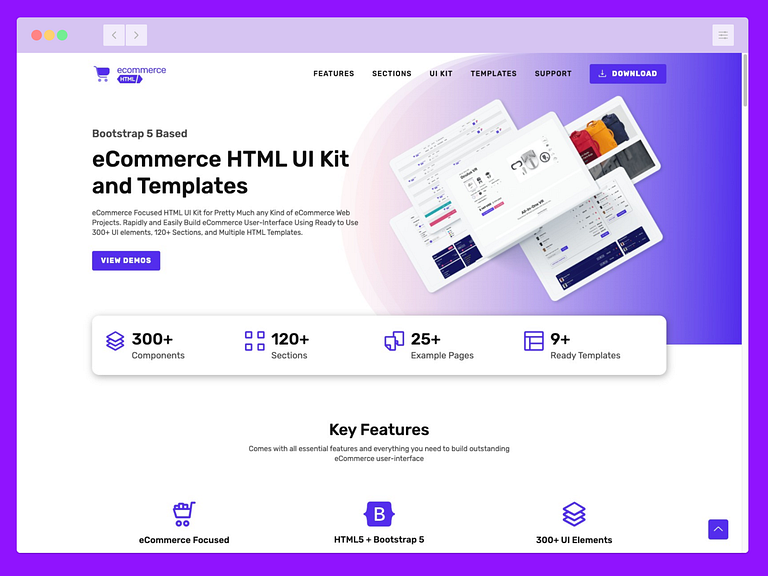 ecommerce
HTML
FEATURES SECTIONS UI KIT TEMPLATES SUPPORT DOWNLOAD
Bootstrap 5 Based
eCommerce HTML UI Kit
and Templates
eCommerce Focused HTML UI Kit for Pretty Much any Kind of eCommerce Web
Projects. Rapidly and Easily Build eCommerce User-Interface Using Ready to Use
300+ UI elements, 120+ Sections, and Multiple HTML Templates.
VIEW DEMOS
All-in-One VR
300+ 120+ 25+ 9+
Components Sections Example Pages Ready Templates
Key Features
Comes with all essential features and everything you need to build outstanding
eCommerce user-interface
B
eCommerce Focused HTML5 + Bootstrap 5 300+ UI Elements